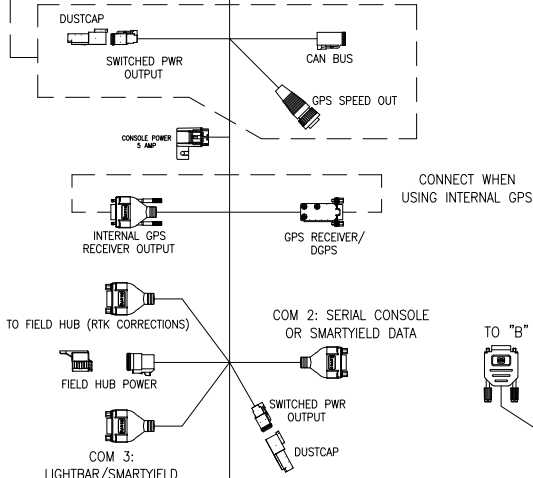 DUSTCAP
SWITCHED PWR
OUTPUT
CAN BUS
GPS SPEED OUT
CONSOLE POWER
5 AMP
CONNECT WHEN
USING INTERNAL GPS
INTERNAL GPS
RECEIVER OUTPUT
GPS RECEIVER/
DGPS
TO FIELD HUB (RTK CORRECTIONS)
COM 2: SERIAL CONSOLE
OR SMARTYIELD DATA
TO "B"
FIELD HUB POWER
SWITCHED PWR
OUTPUT
DUSTCAP
COM 3:
LIGHTBAR/SMARTYIELD